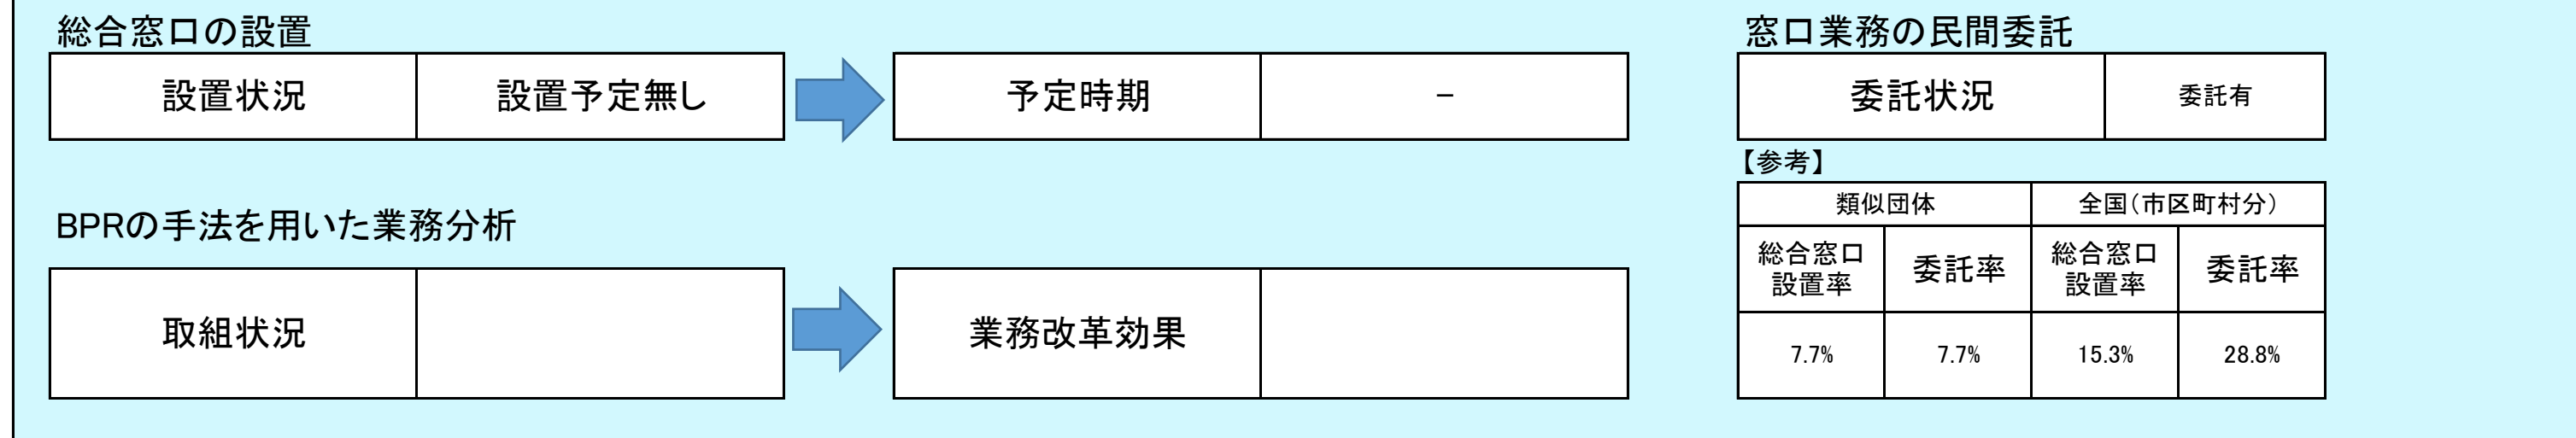 総合窓口の設置
設置状況 設置予定無し 予定時期 －
BPRの手法を用いた業務分析
取組状況 業務改革効果
窓口業務の民間委託
委託状況 委託有
【参考】
類似団体 全国（市区町村分）
総合窓口
設置率 委託率 総合窓口
設置率 委託率
7.7% 7.7% 15.3% 28.8%